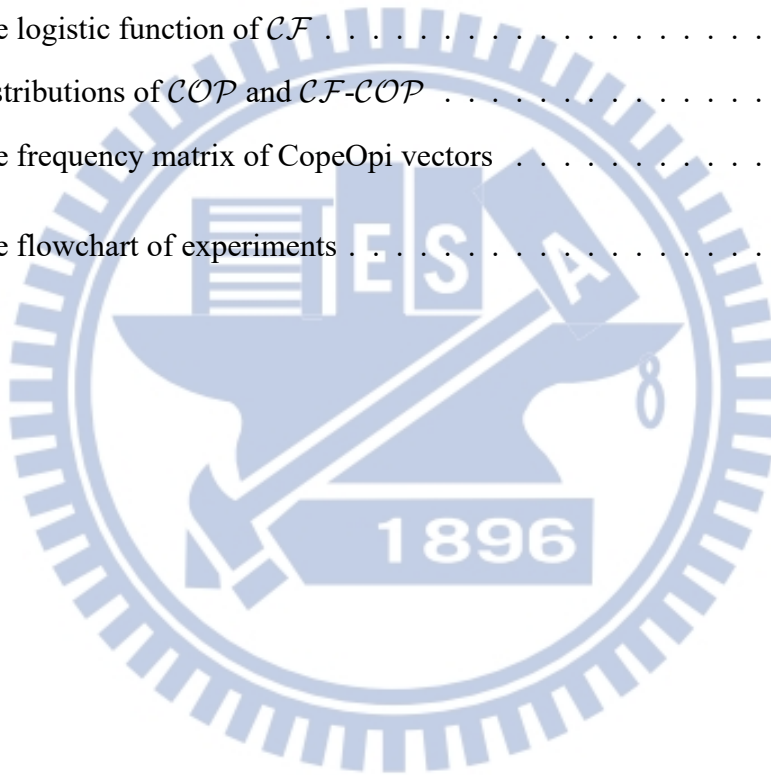 e logistic function of CF . . . . . . . . . . . . . . . . . . .
stributions of COP and CF-COP . . . . . . . . . . . . . .
e frequency matrix of CopeOpi vectors . . . . . . . . . . .
e flowchart of experiments . . . . . . . . . . . . . . . . . .
E S A
1896